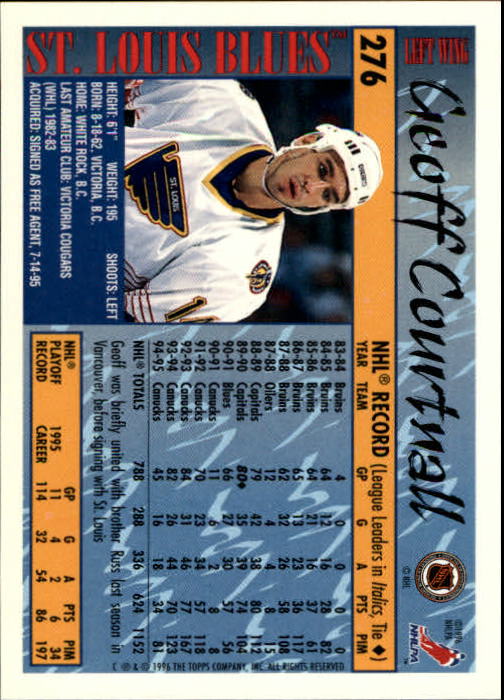 276
LEFT WING
Geoff Courtnall
© NHL
©1996
NHLPA
NHLPA™
ST. LOUIS BLUES™
ST. LOUIS
HEIGHT: 6'1" WEIGHT: 195 SHOOTS: LEFT
BORN: 8-18-62, VICTORIA, B.C.
HOME: WHITE ROCK, B.C.
LAST AMATEUR CLUB: VICTORIA COUGARS
(WHL), 1982-83
ACQUIRED: SIGNED AS FREE AGENT, 7-14-95
NHL® RECORD (League Leaders in Italics, Tie ♦)
YEAR TEAM GP G A PTS PIM
83-84 Bruins 4 0 0 0 0
84-85 Bruins 64 12 16 28 82
85-86 Bruins 64 21 16 37 61
86-87 Bruins 65 13 23 36 117
87-88 Bruins 62 32 26 58 108
87-88 Oilers 12 4 4 8 15
88-89 Capitals 79 42 38 80 112
89-90 Capitals 80♦ 35 39 74 104
90-91 Blues 66 27 30 57 56
90-91 Canucks 11 6 2 8 8
91-92 Canucks 70 23 34 57 118
92-93 Canucks 84 31 46 77 167
93-94 Canucks 82 26 44 70 123
94-95 Canucks 45 16 18 34 81
NHL® TOTALS 788 288 336 624 1152
Geoff was briefly united with brother Russ last season in
Vancouver, before signing with St. Louis.
C ℗ & © 1996 THE TOPPS COMPANY, INC. ALL RIGHTS RESERVED
NHL® GP G A PTS PIM
PLAYOFF 1995 11 4 2 6 34
RECORD CAREER 114 32 54 86 197